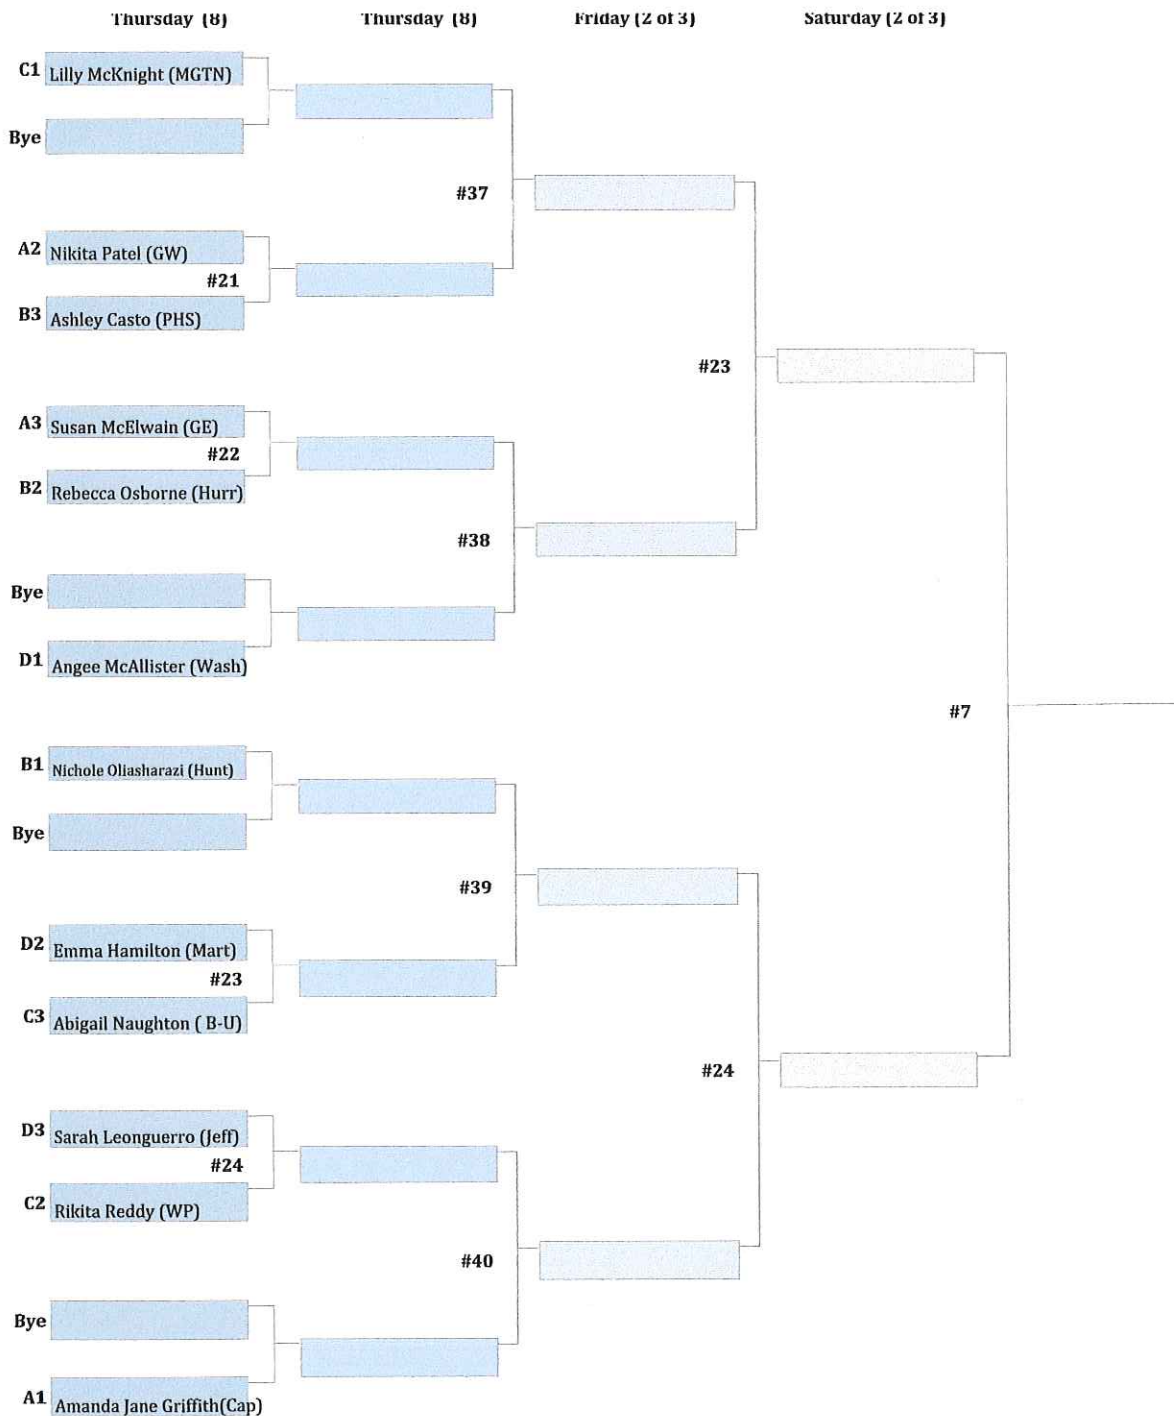 Thursday (8) Thursday (8) Friday (2 of 3) Saturday (2 of 3)
C1 Lilly McKnight (MGTN)
Bye
#37
A2 Nikita Patel (GW)
#21
B3 Ashley Casto (PHS)
#23
A3 Susan McElwain (GE)
#22
B2 Rebecca Osborne (Hurr)
#38
Bye
D1 Angee McAllister (Wash)
#7
B1 Nichole Oliasharazi (Hunt)
Bye
#39
D2 Emma Hamilton (Mart)
#23
C3 Abigail Naughton ( B-U)
#24
D3 Sarah Leonguerro (Jeff)
#24
C2 Rikita Reddy (WP)
#40
Bye
A1 Amanda Jane Griffith(Cap)